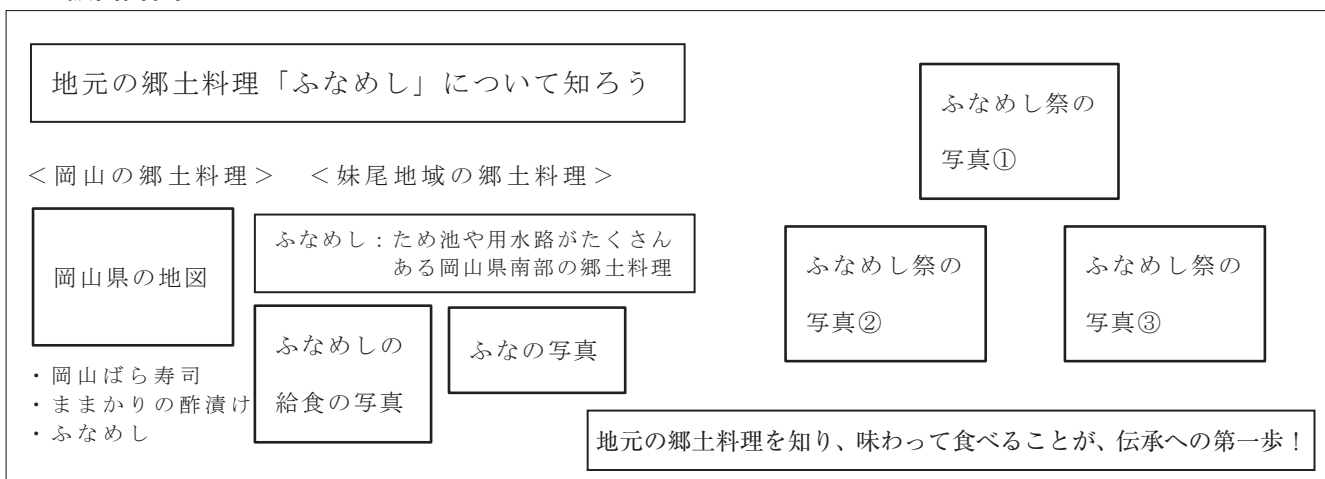 地元の郷土料理「ふなめし」について知ろう
＜岡山の郷土料理＞　＜妹尾地域の郷土料理＞
岡山県の地図
・岡山ばら寿司
・ままかりの酢漬け
・ふなめし
ふなめし：ため池や用水路がたくさん
ある岡山県南部の郷土料理
ふなめしの
給食の写真
ふなの写真
ふなめし祭の
写真①
ふなめし祭の
写真②
ふなめし祭の
写真③
地元の郷土料理を知り、味わって食べることが、伝承への第一歩！